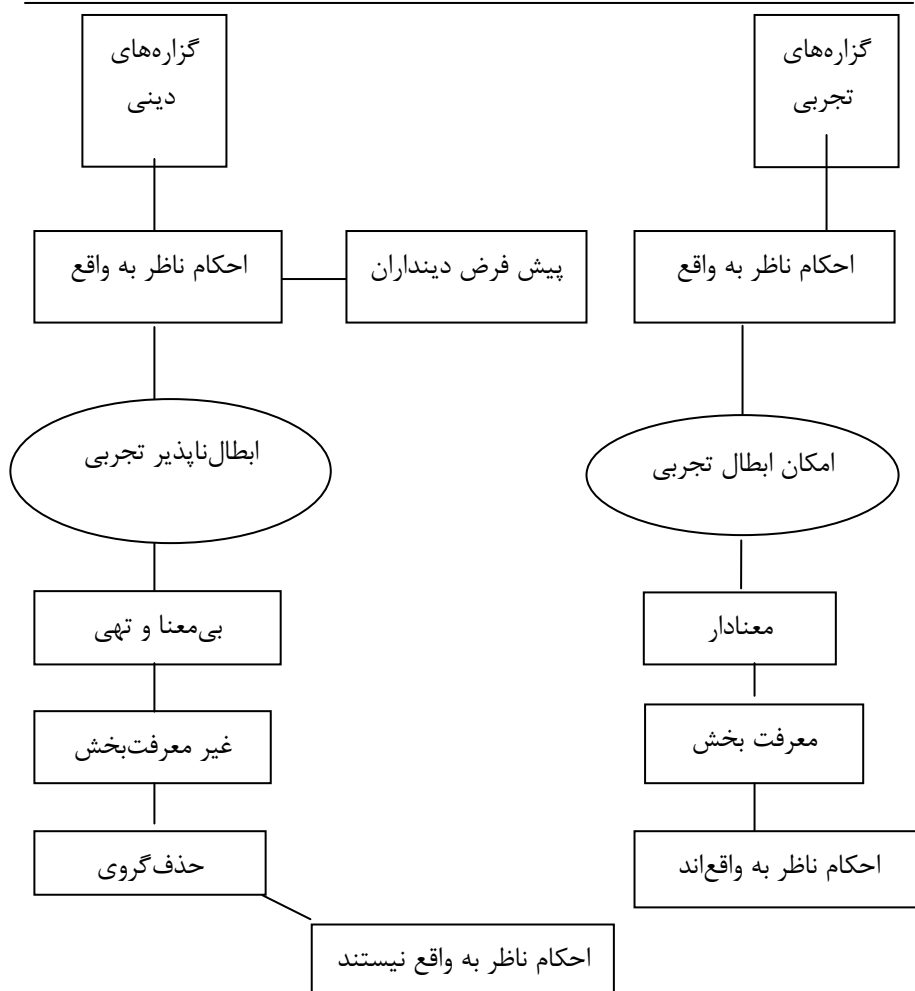 گزاره‌های
تجربی
گزاره‌های
دینی
احکام ناظر به واقع
پیش فرض دینداران
احکام ناظر به واقع
امکان ابطال تجربی
ابطال‌ناپذیر تجربی
معنادار
بی‌معنا و تهی
معرفت بخش
غیر معرفت‌بخش
احکام ناظر به واقع‌اند
حذف‌گروی
احکام ناظر به واقع نیستند